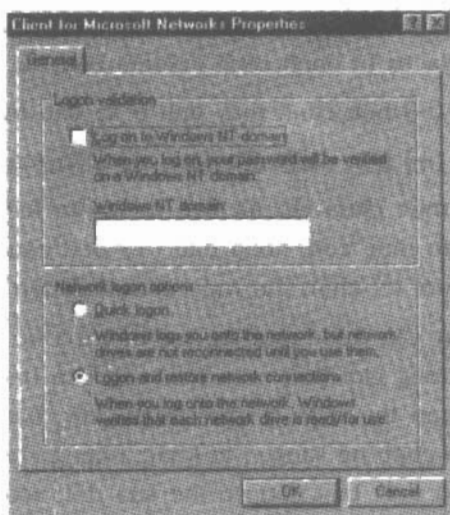 Client for Microsoft Networks Properties
General
Logon validation
Log on to Windows NT domain
When you log on, your password will be verified
on a Windows NT domain.
Windows NT domain:
Network logon options
Quick logon
Windows logs you onto the network, but network
drives are not reconnected until you use them.
Logon and restore network connections
When you log onto the network, Windows
verifies that each network drive is ready for use.
OK
Cancel